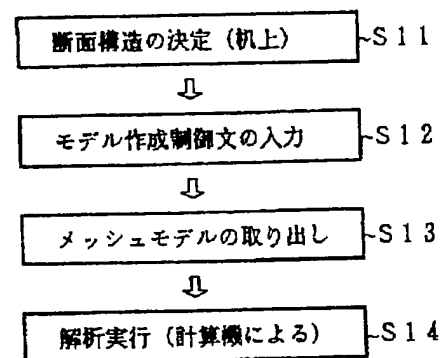 断面構造の決定（机上） ~S11
⇩
モデル作成制御文の入力 ~S12
⇩
メッシュモデルの取り出し ~S13
⇩
解析実行（計算機による） ~S14